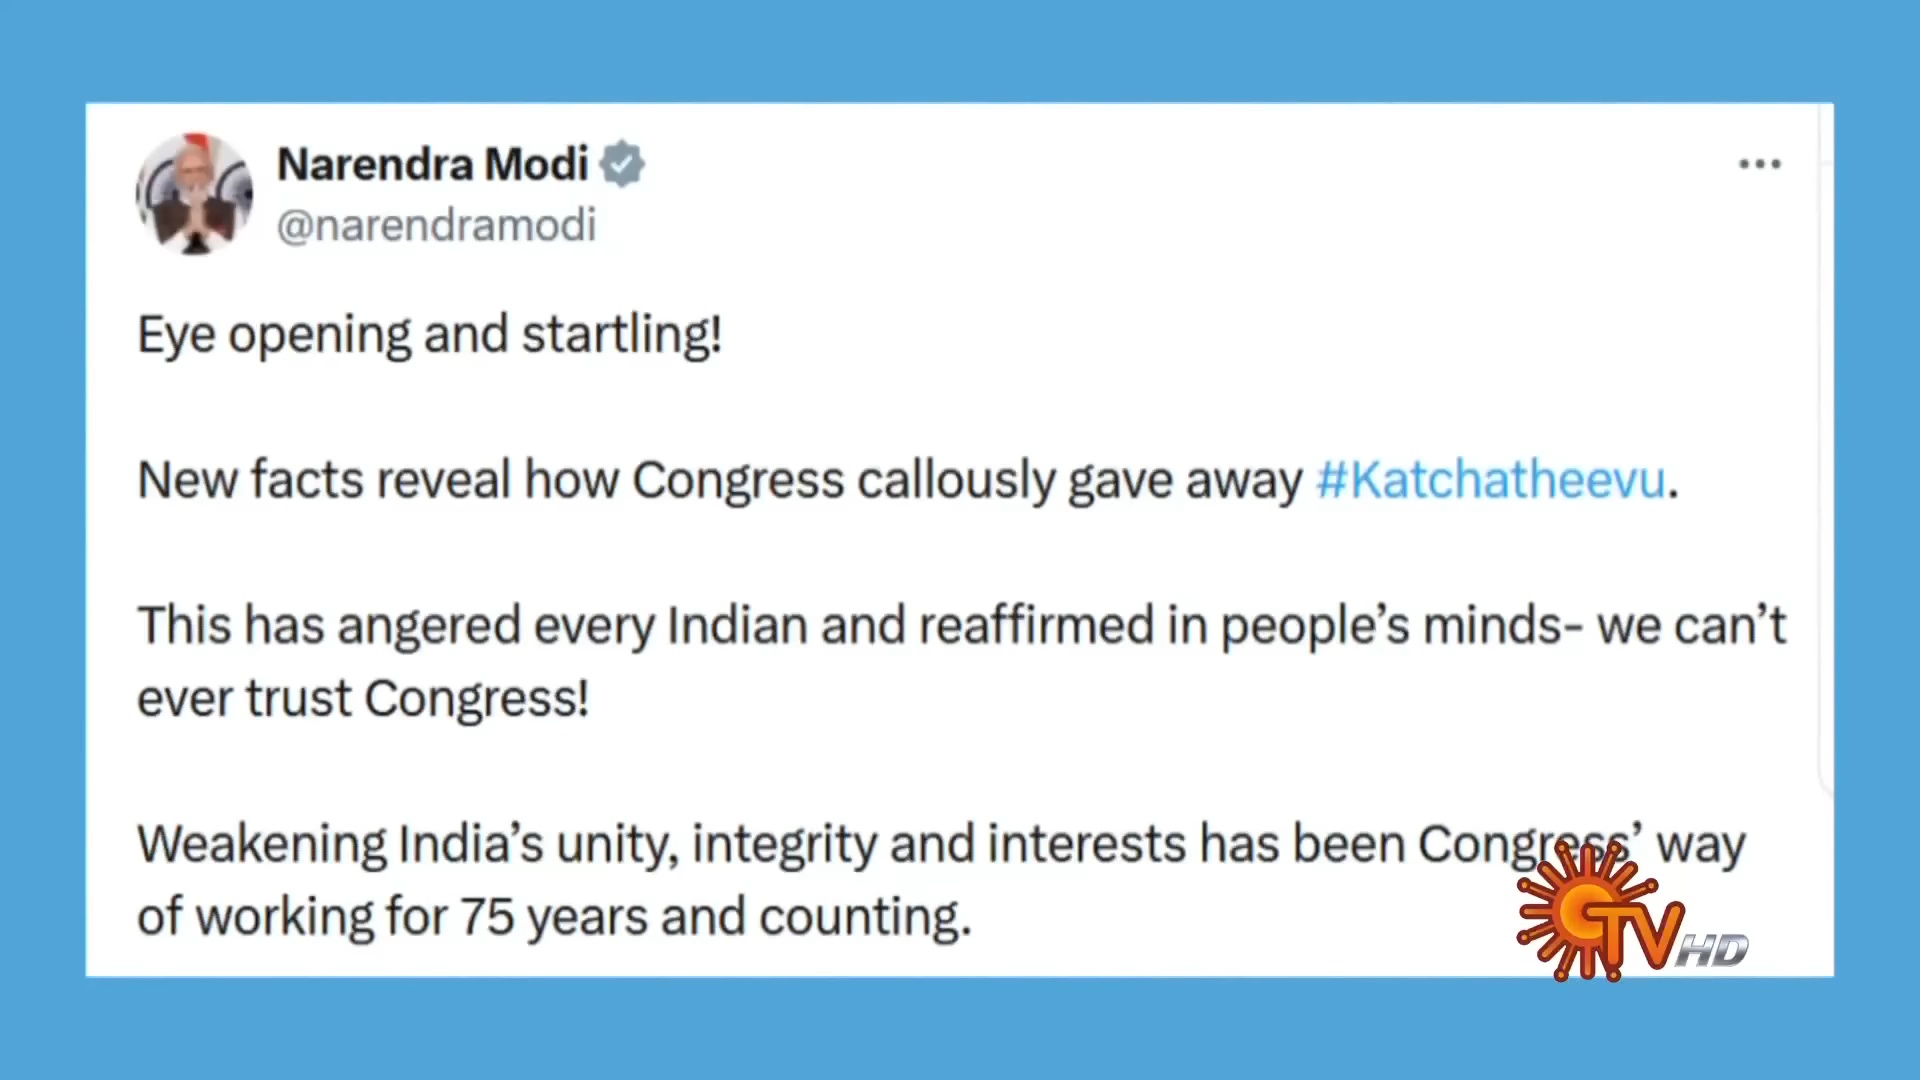 Narendra Modi
@narendramodi
Eye opening and startling!
New facts reveal how Congress callously gave away #Katchatheevu.
This has angered every Indian and reaffirmed in people’s minds- we can’t
ever trust Congress!
Weakening India’s unity, integrity and interests has been Congress’ way
of working for 75 years and counting.
TV HD